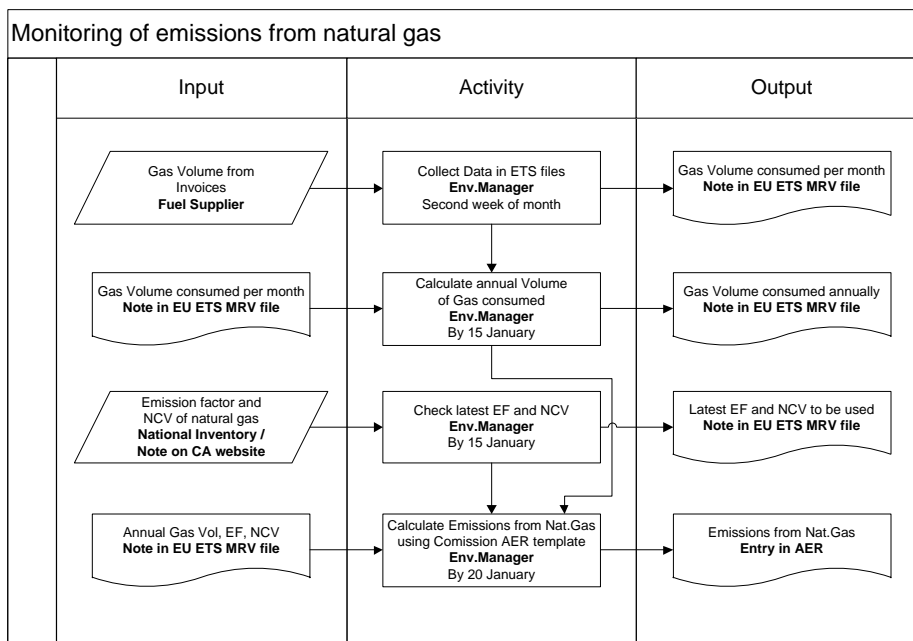 Monitoring of emissions from natural gas
Input
Activity
Output
Gas Volume from
Invoices
Fuel Supplier
Collect Data in ETS files
Env.Manager
Second week of month
Gas Volume consumed per month
Note in EU ETS MRV file
Gas Volume consumed per month
Note in EU ETS MRV file
Calculate annual Volume
of Gas consumed
Env.Manager
By 15 January
Gas Volume consumed annually
Note in EU ETS MRV file
Emission factor and
NCV of natural gas
National Inventory /
Note on CA website
Check latest EF and NCV
Env.Manager
By 15 January
Latest EF and NCV to be used
Note in EU ETS MRV file
Annual Gas Vol, EF, NCV
Note in EU ETS MRV file
Calculate Emissions from Nat.Gas
using Comission AER template
Env.Manager
By 20 January
Emissions from Nat.Gas
Entry in AER